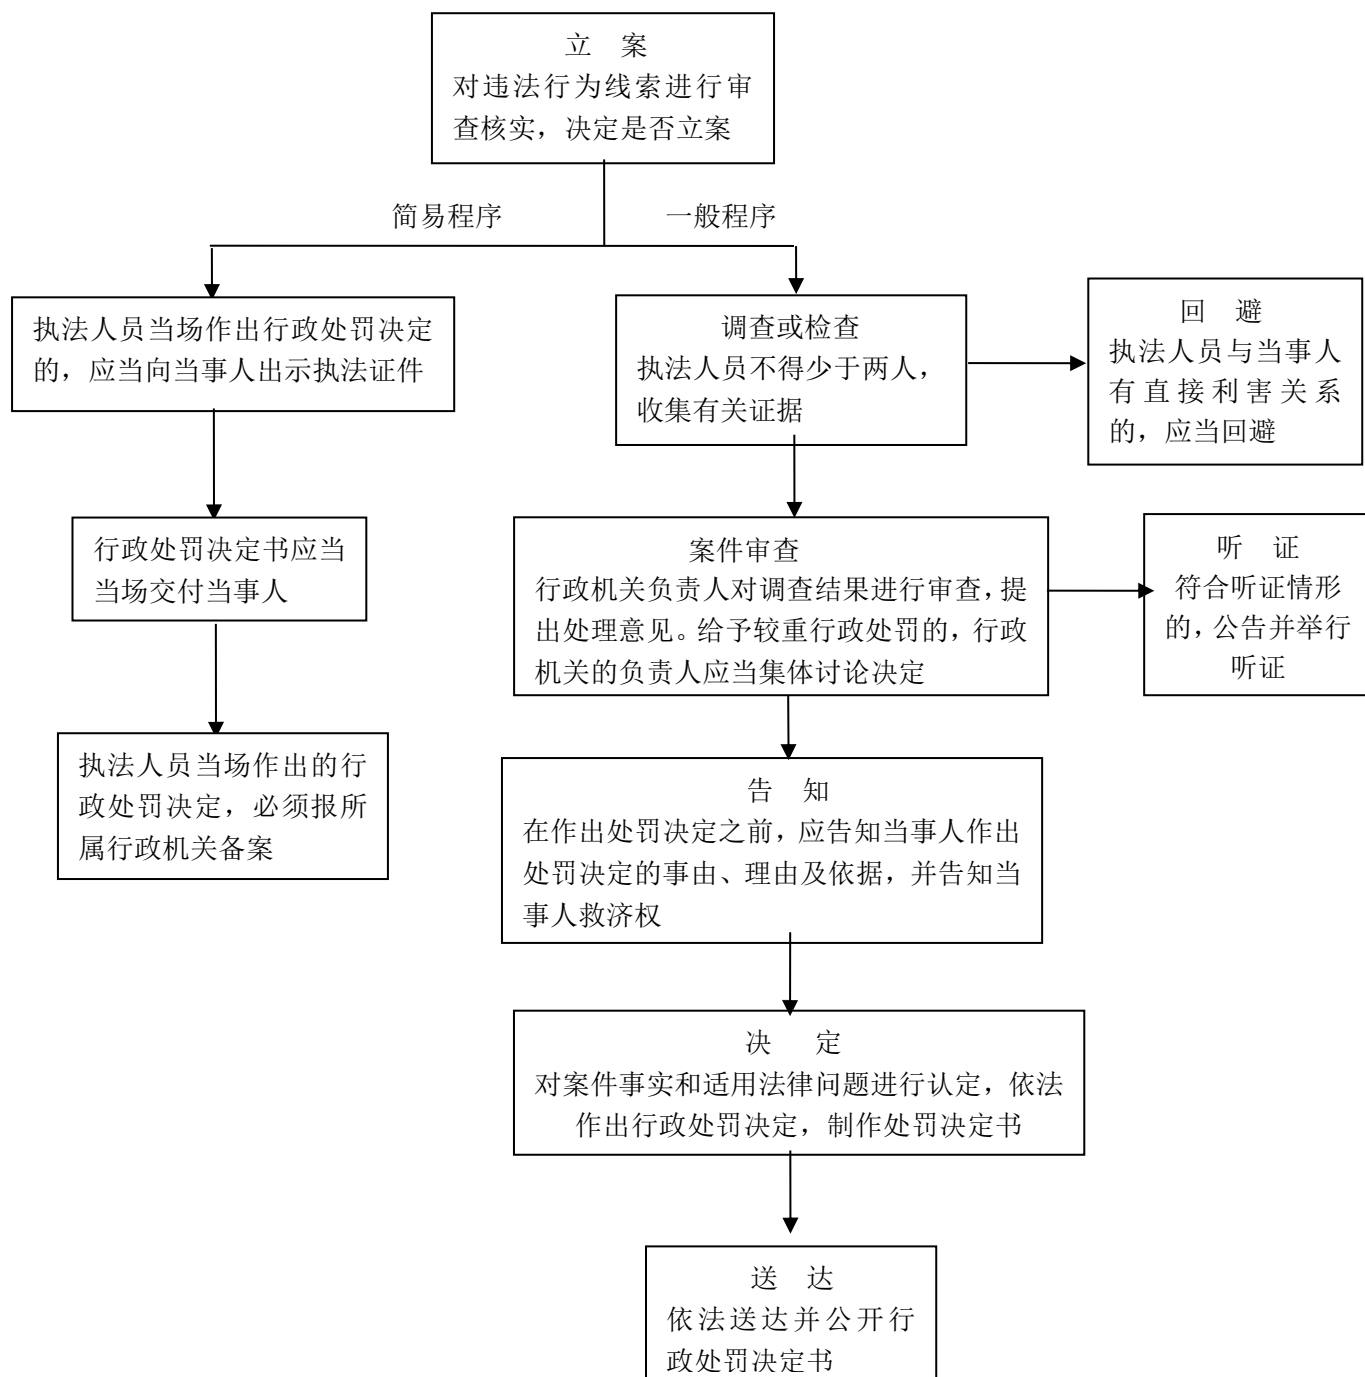 立 案
对违法行为线索进行审
查核实，决定是否立案
简易程序 一般程序
执法人员当场作出行政处罚决定
的，应当向当事人出示执法证件
调查或检查
执法人员不得少于两人，
收集有关证据
回 避
执法人员与当事人
有直接利害关系
的，应当回避
行政处罚决定书应当
当场交付当事人
案件审查
行政机关负责人对调查结果进行审查，提
出处理意见。给予较重行政处罚的，行政
机关的负责人应当集体讨论决定
听 证
符合听证情形
的，公告并举行
听证
执法人员当场作出的行
政处罚决定，必须报所
属行政机关备案
告 知
在作出处罚决定之前，应告知当事人作出
处罚决定的事由、理由及依据，并告知当
事人救济权
决 定
对案件事实和适用法律问题进行认定，依法
作出行政处罚决定，制作处罚决定书
送 达
依法送达并公开行
政处罚决定书